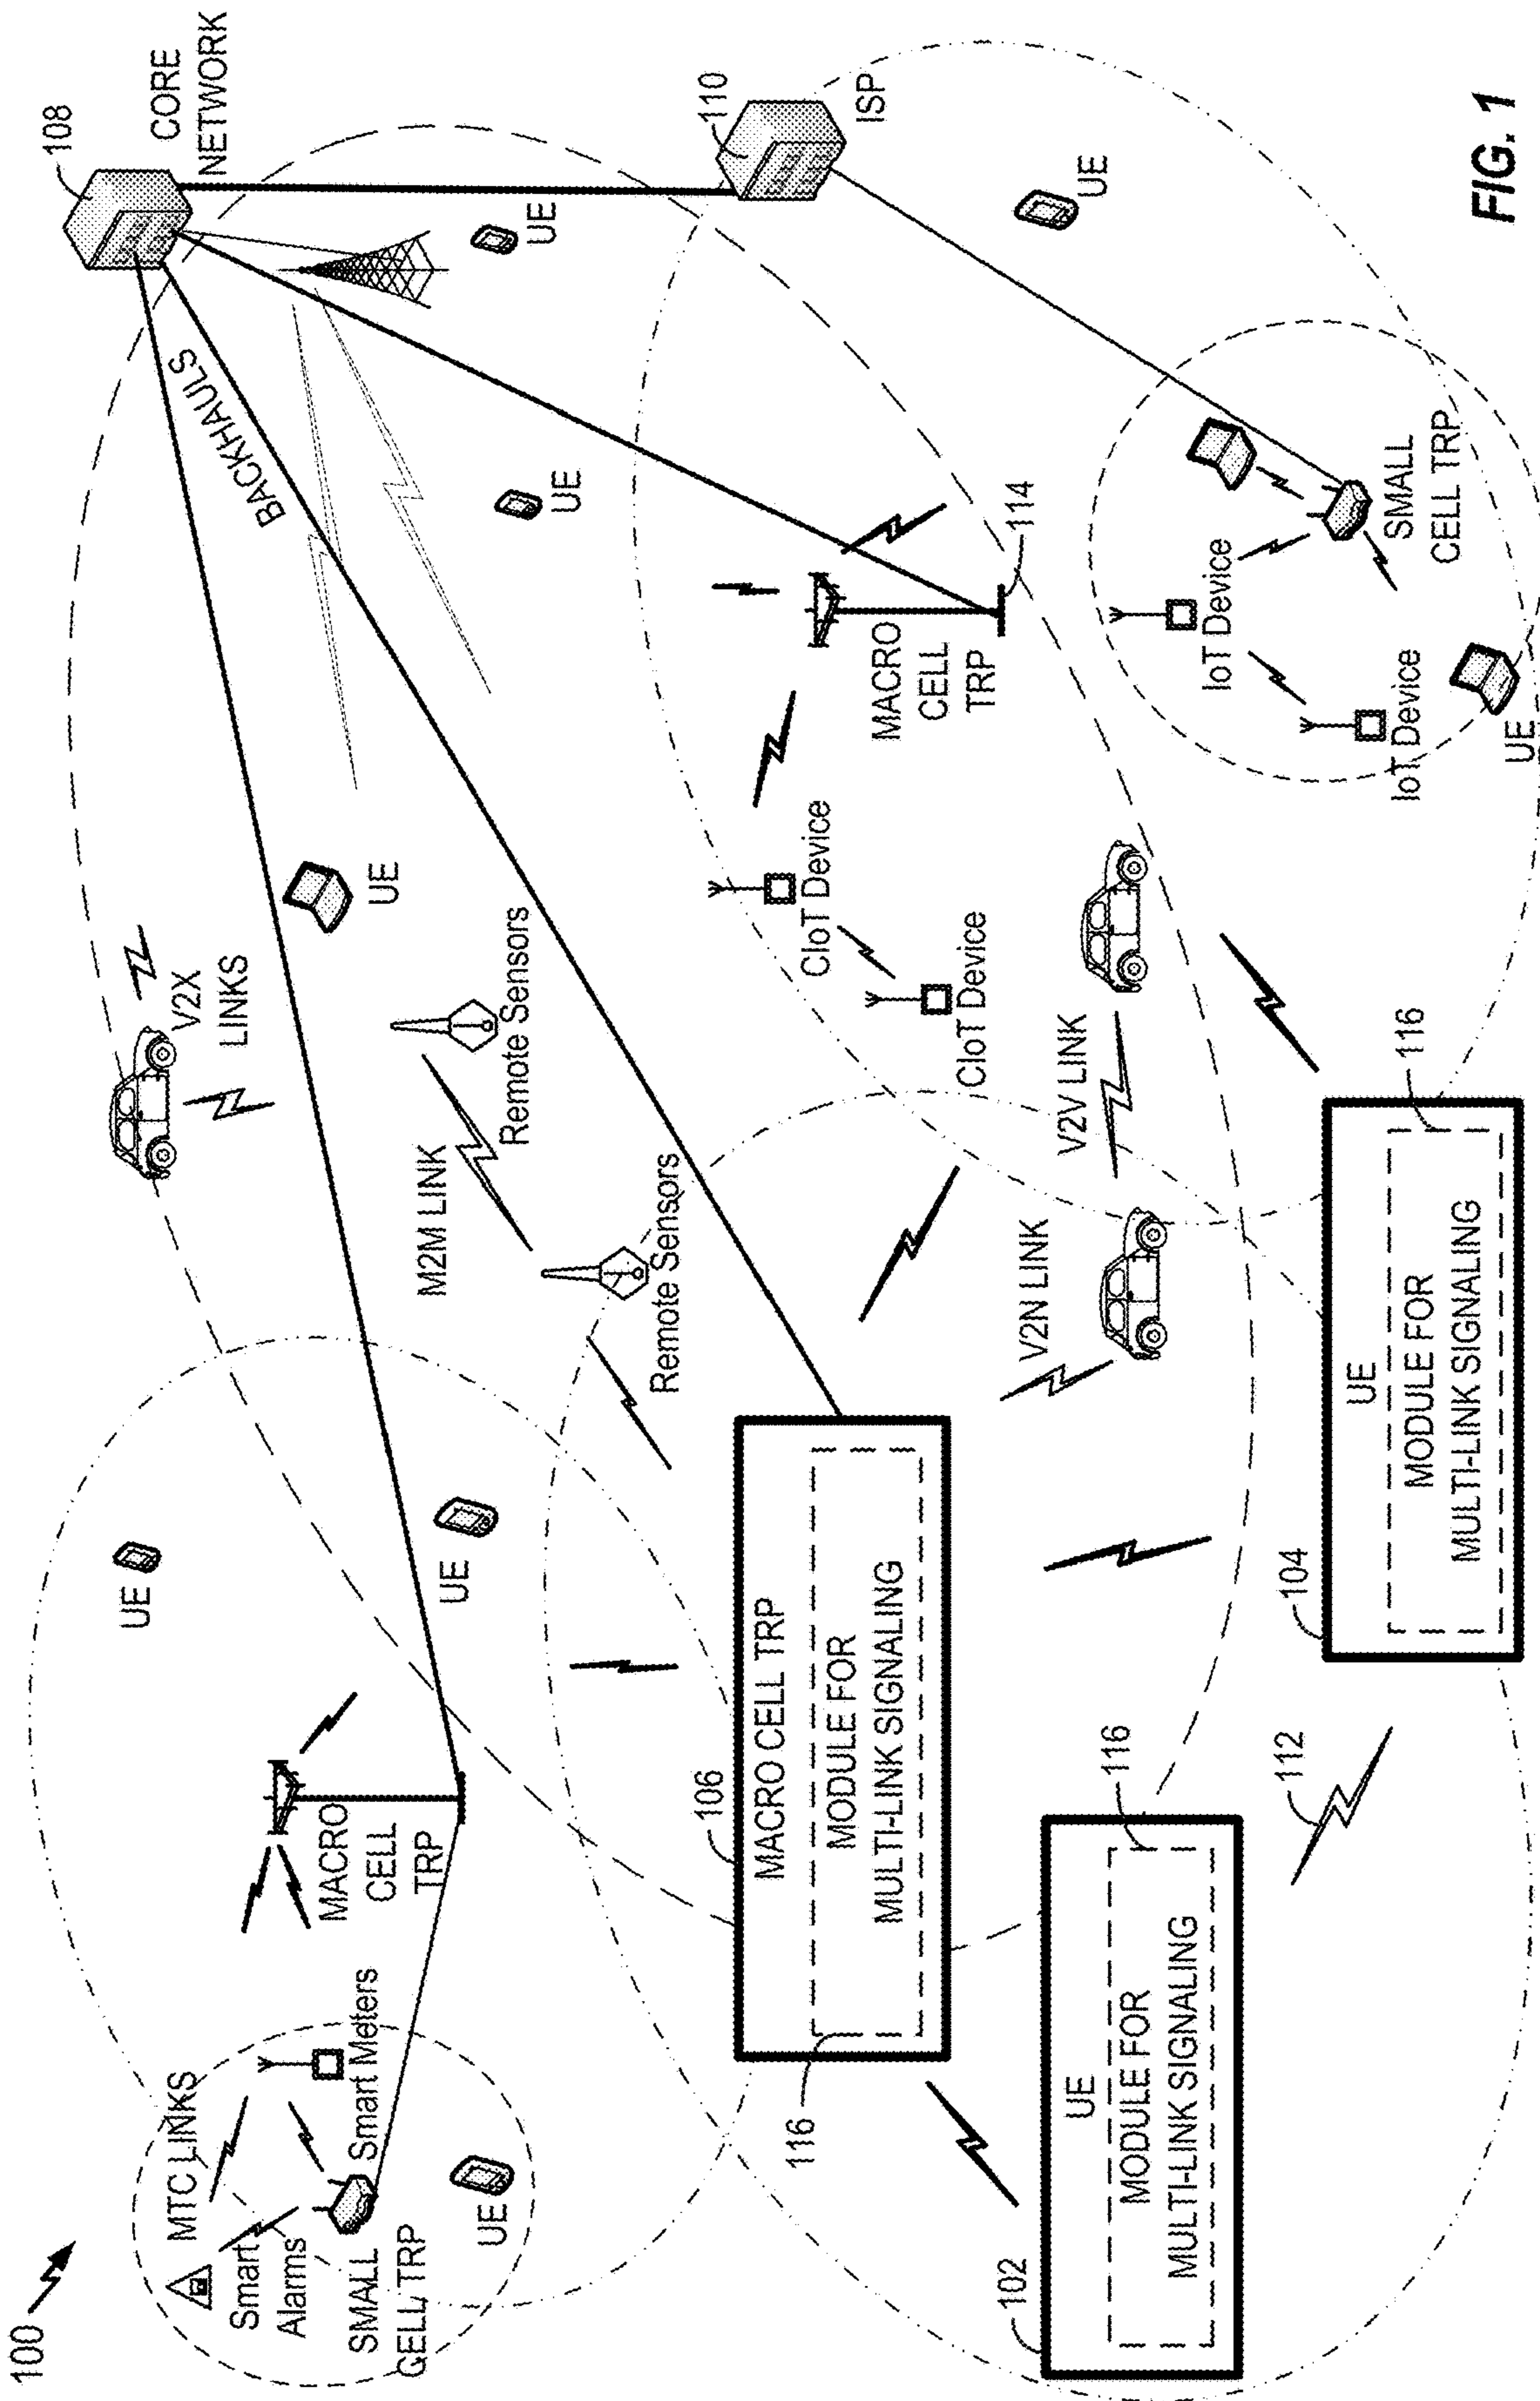 100
MTC LINKS
Smart
Alarms
SMALL
CELL TRP
Smart Meters
UE
MACRO
CELL
TRP
UE
UE
V2X
LINKS
UE
BACKHAULS
108
CORE
NETWORK
M2M LINK
Remote Sensors
Remote Sensors
UE
UE
110
ISP
106
MACRO CELL TRP
MODULE FOR
MULTI-LINK SIGNALING
116
CIoT Device
CIoT Device
MACRO
CELL
TRP
114
V2N LINK
V2V LINK
UE
102
UE
MODULE FOR
MULTI-LINK SIGNALING
116
112
104
UE
MODULE FOR
MULTI-LINK SIGNALING
116
IoT Device
IoT Device
SMALL
CELL TRP
UE
FIG. 1